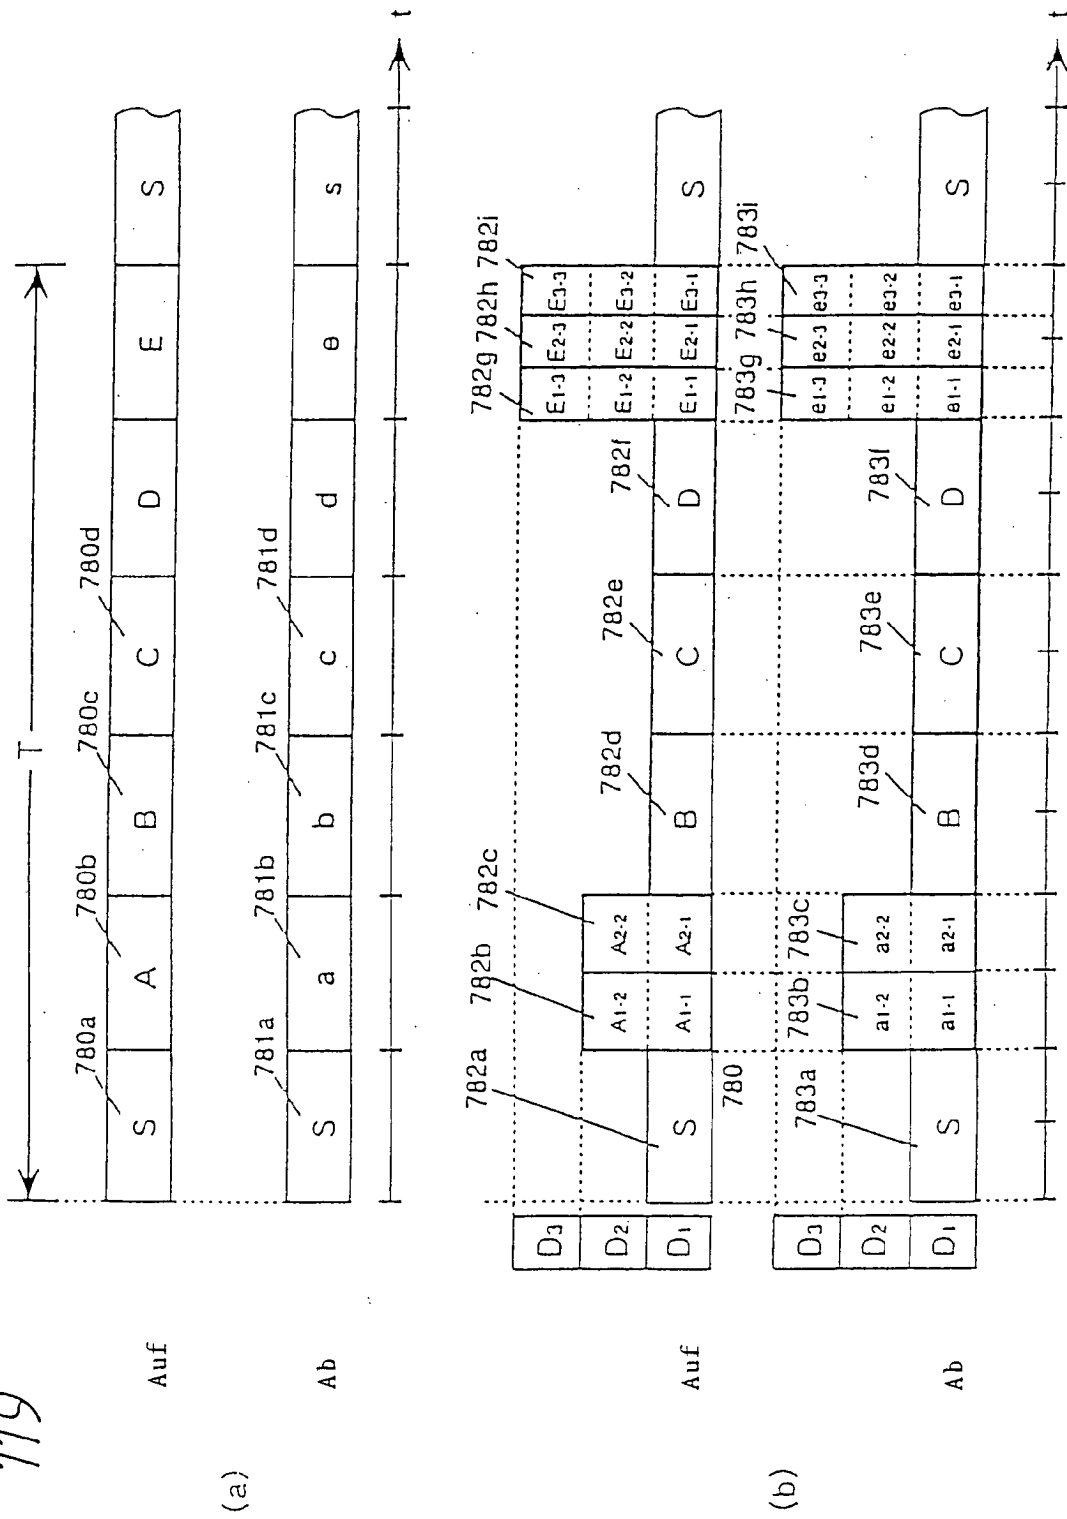 119
(a)
T
780a 780b 780c 780d
Auf
S A B C D E S
781a 781b 781c 781d
Ab
S a b c d e s
t
(b)
782a 782b 782c 782d 782e 782f 782g 782h 782i
D3 E1-3 E2-3 E3-3
D2 A1-2 A2-2 E1-2 E2-2 E3-2
Auf
D1 S A1-1 A2-1 B C D E1-1 E2-1 E3-1 S
780
783a 783b 783c 783d 783e 783f 783g 783h 783i
D3 e1-3 e2-3 e3-3
D2 a1-2 a2-2 e1-2 e2-2 e3-2
Ab
D1 S a1-1 a2-1 B C D e1-1 e2-1 e3-1 S
t